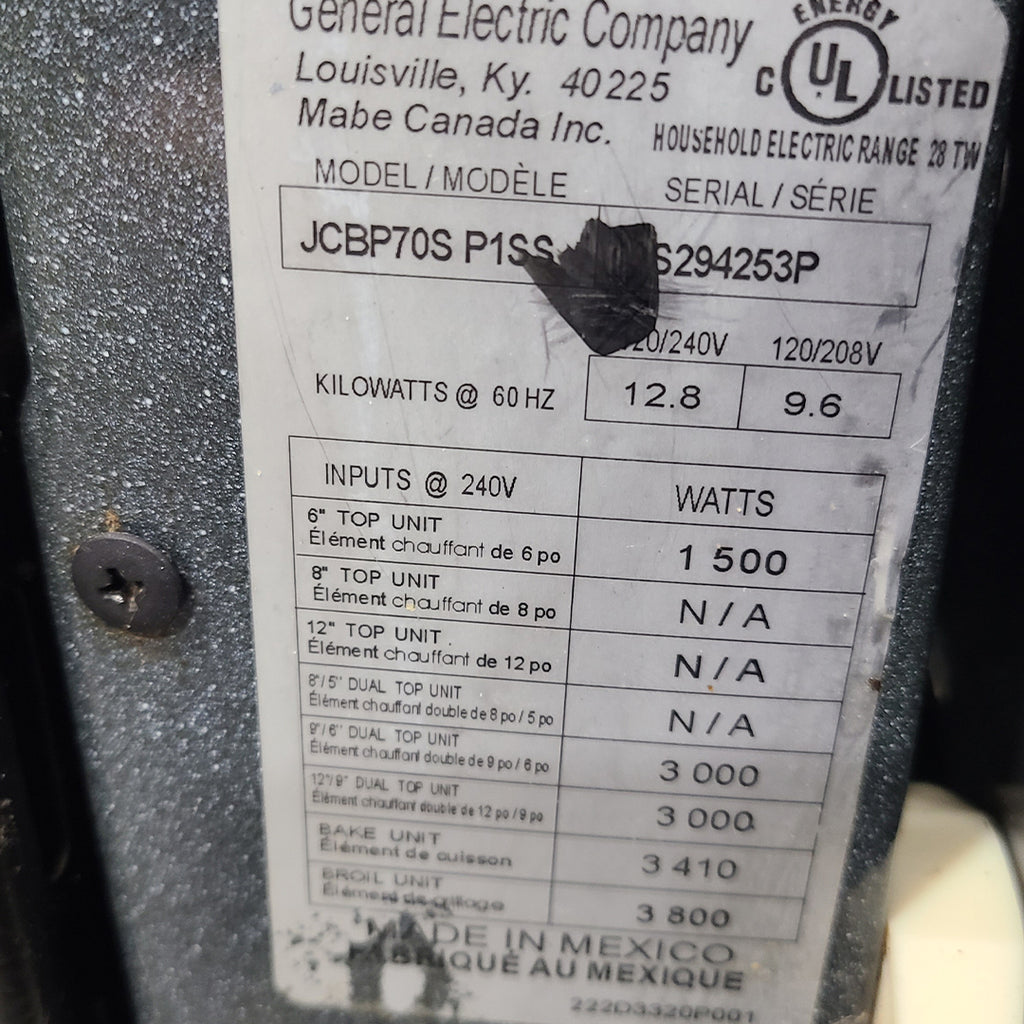 General Electric Company
Louisville, Ky. 40225
Mabe Canada Inc.
ENERGY
C UL LISTED
HOUSEHOLD ELECTRIC RANGE 28 TW
MODEL / MODÈLE SERIAL / SÉRIE
JCBP70S P1SS S294253P
20/240V 120/208V
KILOWATTS @ 60 HZ 12.8 9.6
INPUTS @ 240V WATTS
6" TOP UNIT
Élément chauffant de 6 po 1 500
8" TOP UNIT
Élément chauffant de 8 po N / A
12" TOP UNIT
Élément chauffant de 12 po N / A
8"/5" DUAL TOP UNIT
Élément chauffant double de 8 po / 5 po N / A
9"/6" DUAL TOP UNIT
Élément chauffant double de 9 po / 6 po 3 000
12"/9" DUAL TOP UNIT
Élément chauffant double de 12 po / 9 po 3 000
BAKE UNIT
Élément de cuisson 3 410
BROIL UNIT
Élément de grillage 3 800
MADE IN MEXICO
FABRIQUÉ AU MEXIQUE
222D3320P001